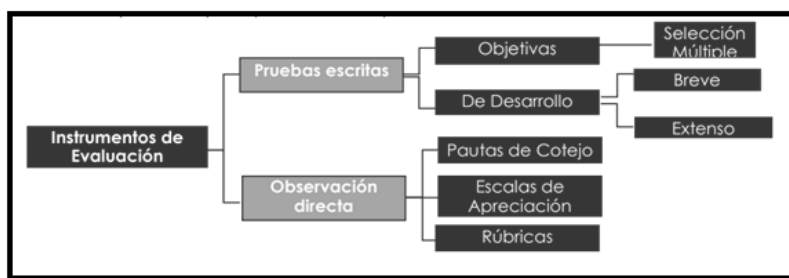 Instrumentos de
Evaluación
Pruebas escritas
Objetivas
Selección
Múltiple
De Desarrollo
Breve
Extenso
Observación
directa
Pautas de Cotejo
Escalas de
Apreciación
Rúbricas